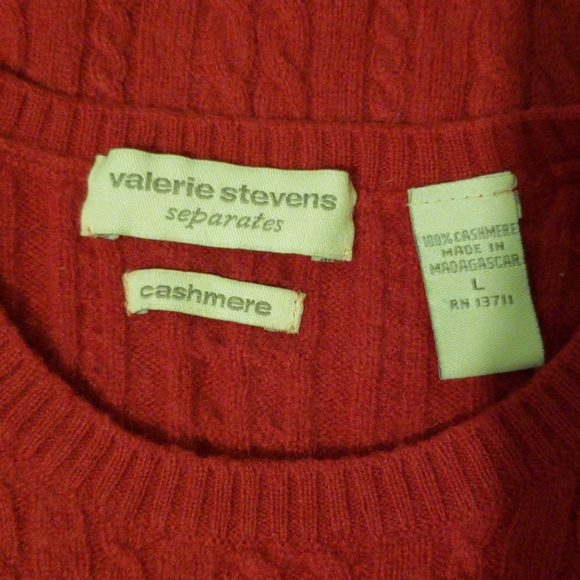 valerie stevens
separates
cashmere
100% CASHMERE
MADE IN
MADAGASCAR
L
RN 13711